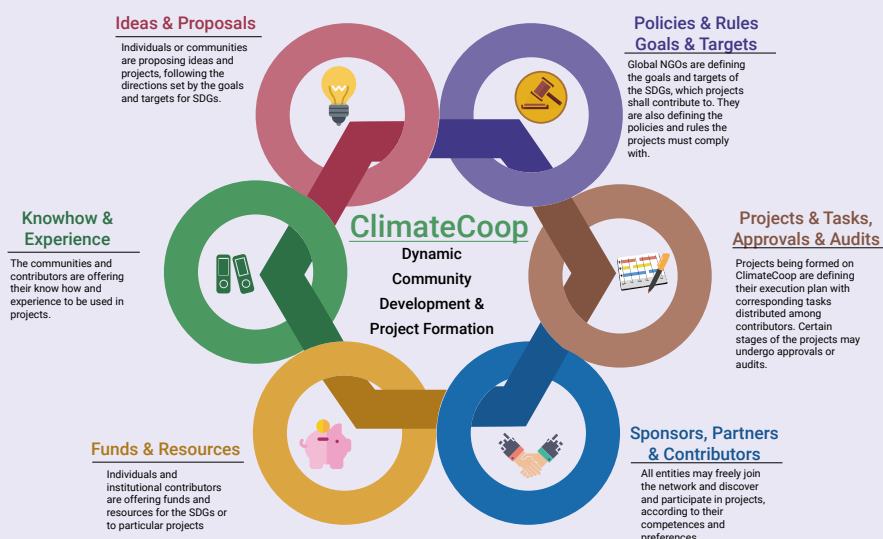 Ideas & Proposals
Individuals or communities
are proposing ideas and
projects, following the
directions set by the goals
and targets for SDGs.
Policies & Rules
Goals & Targets
Global NGOs are defining
the goals and targets of
the SDGs, which projects
shall contribute to. They
are also defining the
policies and rules the
projects must comply
with.
Knowhow &
Experience
The communities and
contributors are offering
their know how and
experience to be used in
projects.
ClimateCoop
Dynamic
Community
Development &
Project Formation
Projects & Tasks,
Approvals & Audits
Projects being formed on
ClimateCoop are defining
their execution plan with
corresponding tasks
distributed among
contributors. Certain
stages of the projects may
undergo approvals or
audits.
Funds & Resources
Individuals and
institutional contributors
are offering funds and
resources for the SDGs or
to particular projects
Sponsors, Partners
& Contributors
All entities may freely join
the network and discover
and participate in projects,
according to their
competences and
preferences